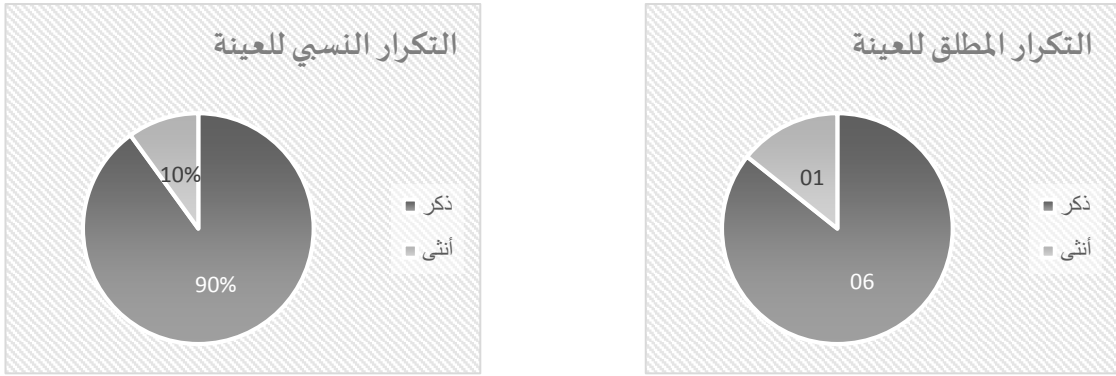 التكرار المطلق للعينة
01
06
ذكر
أنثى
التكرار النسبي للعينة
10%
90%
ذكر
أنثى